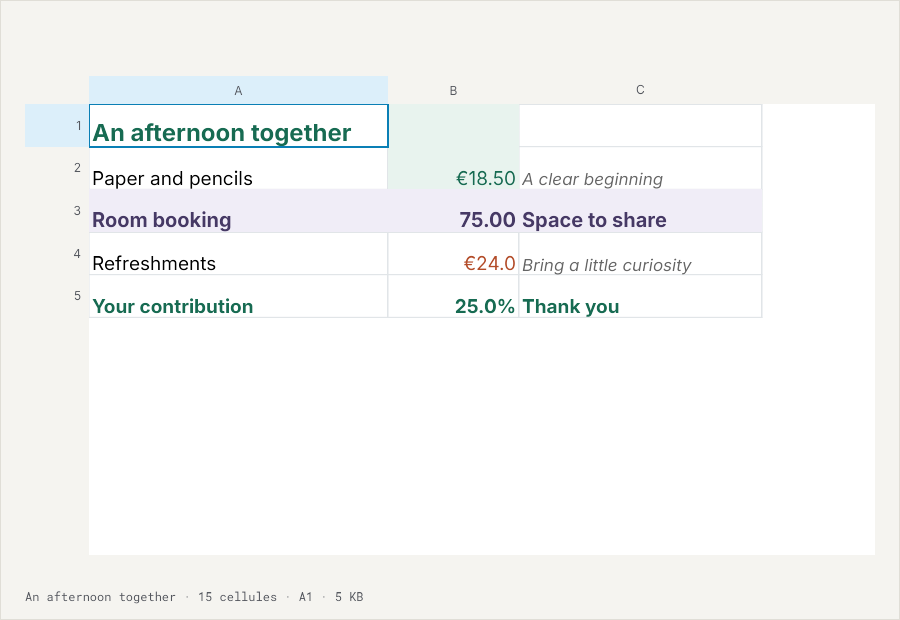 A B C
1 An afternoon together
2 Paper and pencils €18.50 A clear beginning
3 Room booking 75.00 Space to share
4 Refreshments €24.0 Bring a little curiosity
5 Your contribution 25.0% Thank you
An afternoon together · 15 cellules · A1 · 5 KB